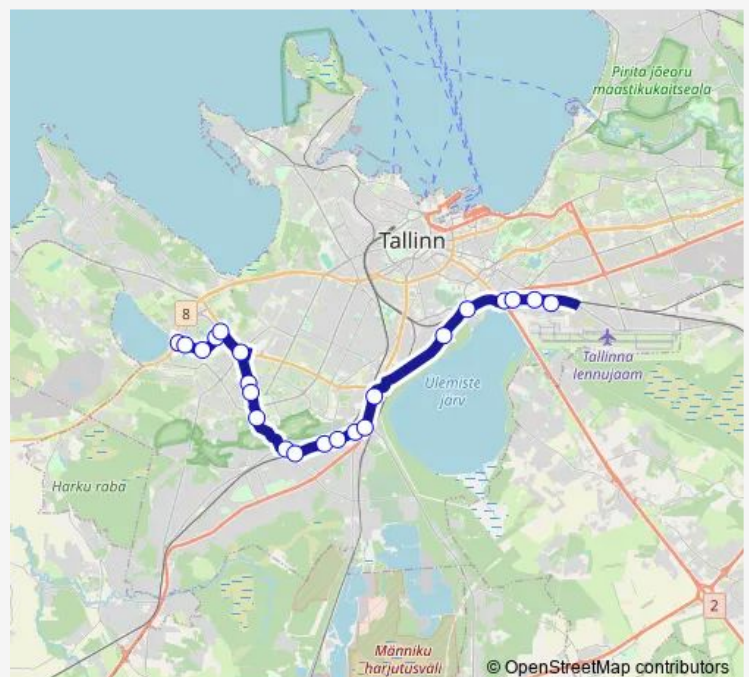 Pirita jõeoru
maastikukaitseala
Tallinn
8
Tallinna
lennujaam
Ülemiste
järv
Harku raba
2
Männiku
harjutusväli
© OpenStreetMap contributors